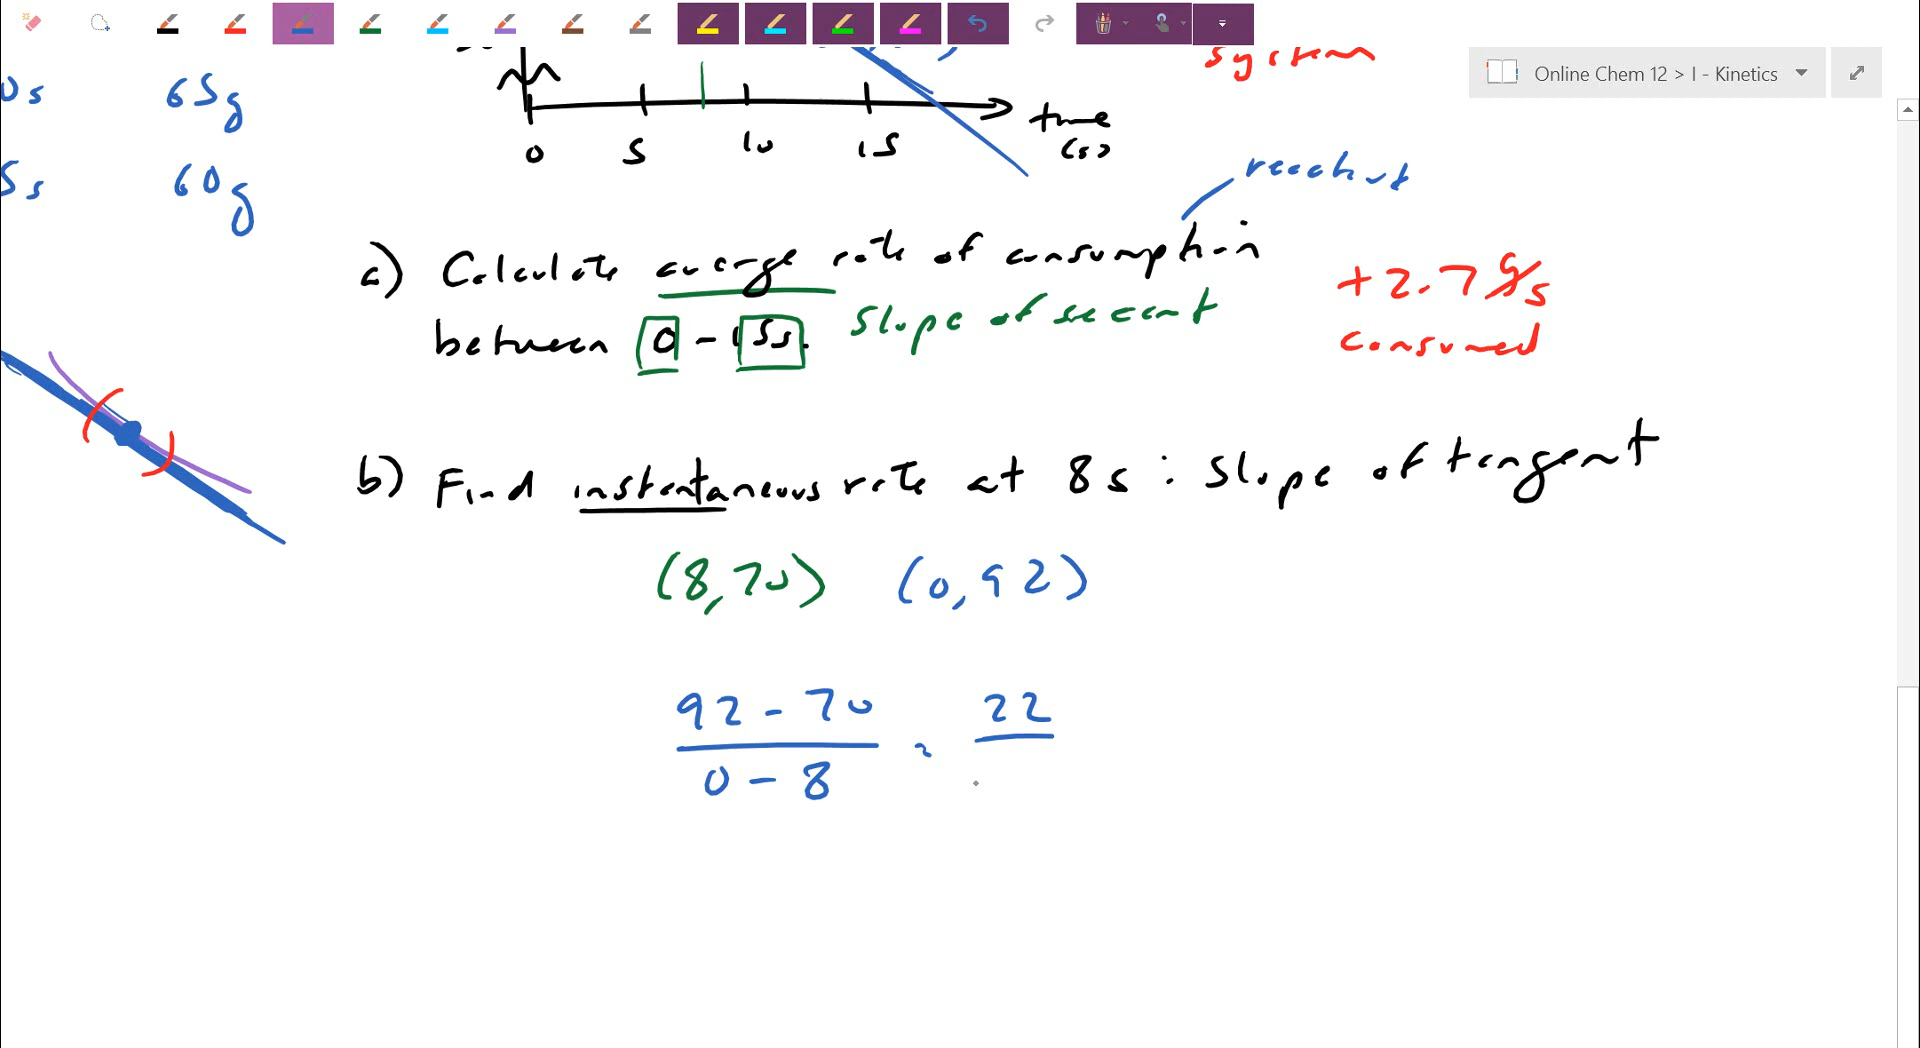 system
Online Chem 12 > I - Kinetics
0s 65g
time
(s)
0 5 10 15
5s 60g
reactant
a) Calculate average rate of consumption
+2.7 g/s
between 0 - 15s. Slope of secant
consumed
b) Find instantaneous rate at 8s : Slope of tangent
(8,70) (0,92)
92 - 70 = 22
0 - 8